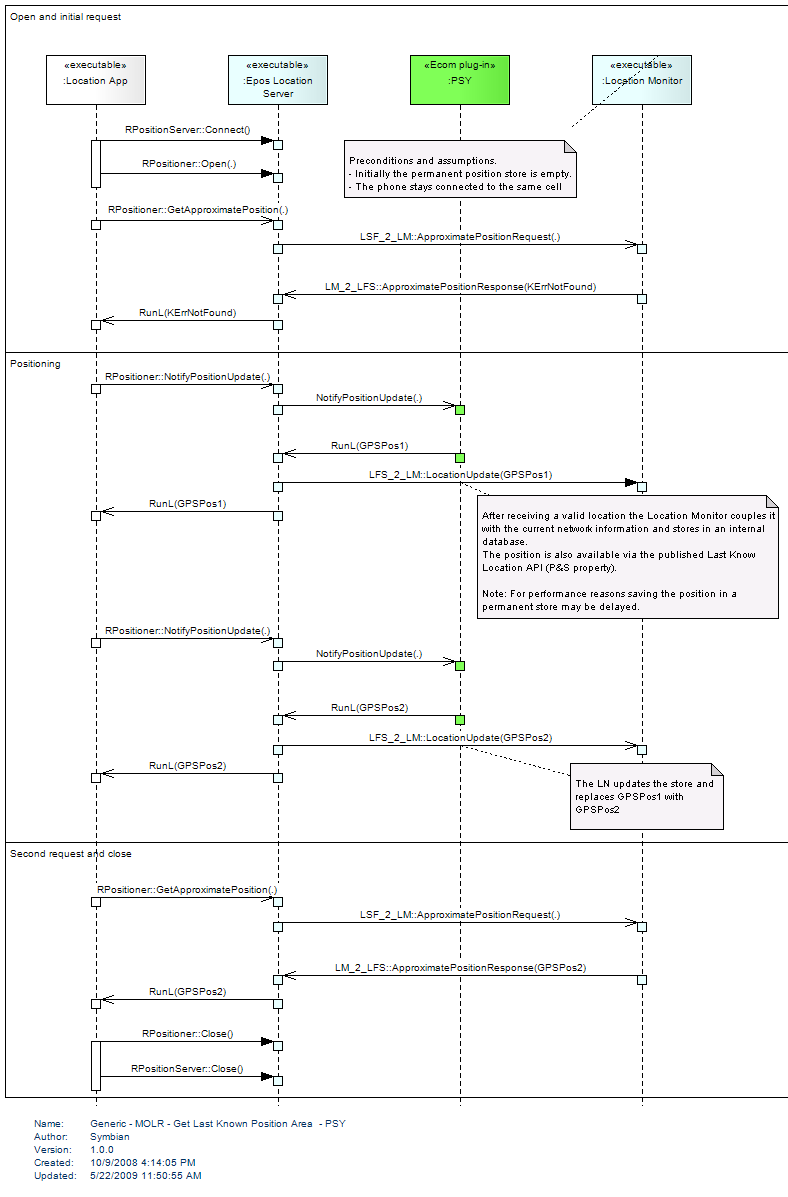 Open and initial request
«executable»
:Location App
«executable»
:Epos Location
Server
«Ecom plug-in»
:PSY
«executable»
:Location Monitor
RPositionServer::Connect()
Preconditions and assumptions.
- Initially the permanent position store is empty.
- The phone stays connected to the same cell
RPositioner::Open(.)
RPositioner::GetApproximatePosition(.)
LSF_2_LM::ApproximatePositionRequest(.)
LM_2_LFS::ApproximatePositionResponse(KErrNotFound)
RunL(KErrNotFound)
Positioning
RPositioner::NotifyPositionUpdate(.)
NotifyPositionUpdate(.)
RunL(GPSPos1)
LFS_2_LM::LocationUpdate(GPSPos1)
RunL(GPSPos1)
After receiving a valid location the Location Monitor couples it
with the current network information and stores in an internal
database.
The position is also available via the published Last Know
Location API (P&S property).
Note: For performance reasons saving the position in a
permanent store may be delayed.
RPositioner::NotifyPositionUpdate(.)
NotifyPositionUpdate(.)
RunL(GPSPos2)
LFS_2_LM::LocationUpdate(GPSPos2)
RunL(GPSPos2)
The LN updates the store and
replaces GPSPos1 with
GPSPos2
Second request and close
RPositioner::GetApproximatePosition(.)
LSF_2_LM::ApproximatePositionRequest(.)
LM_2_LFS::ApproximatePositionResponse(GPSPos2)
RunL(GPSPos2)
RPositioner::Close()
RPositionServer::Close()
Name: Generic - MOLR - Get Last Known Position Area - PSY
Author: Symbian
Version: 1.0.0
Created: 10/9/2008 4:14:05 PM
Updated: 5/22/2009 11:50:55 AM